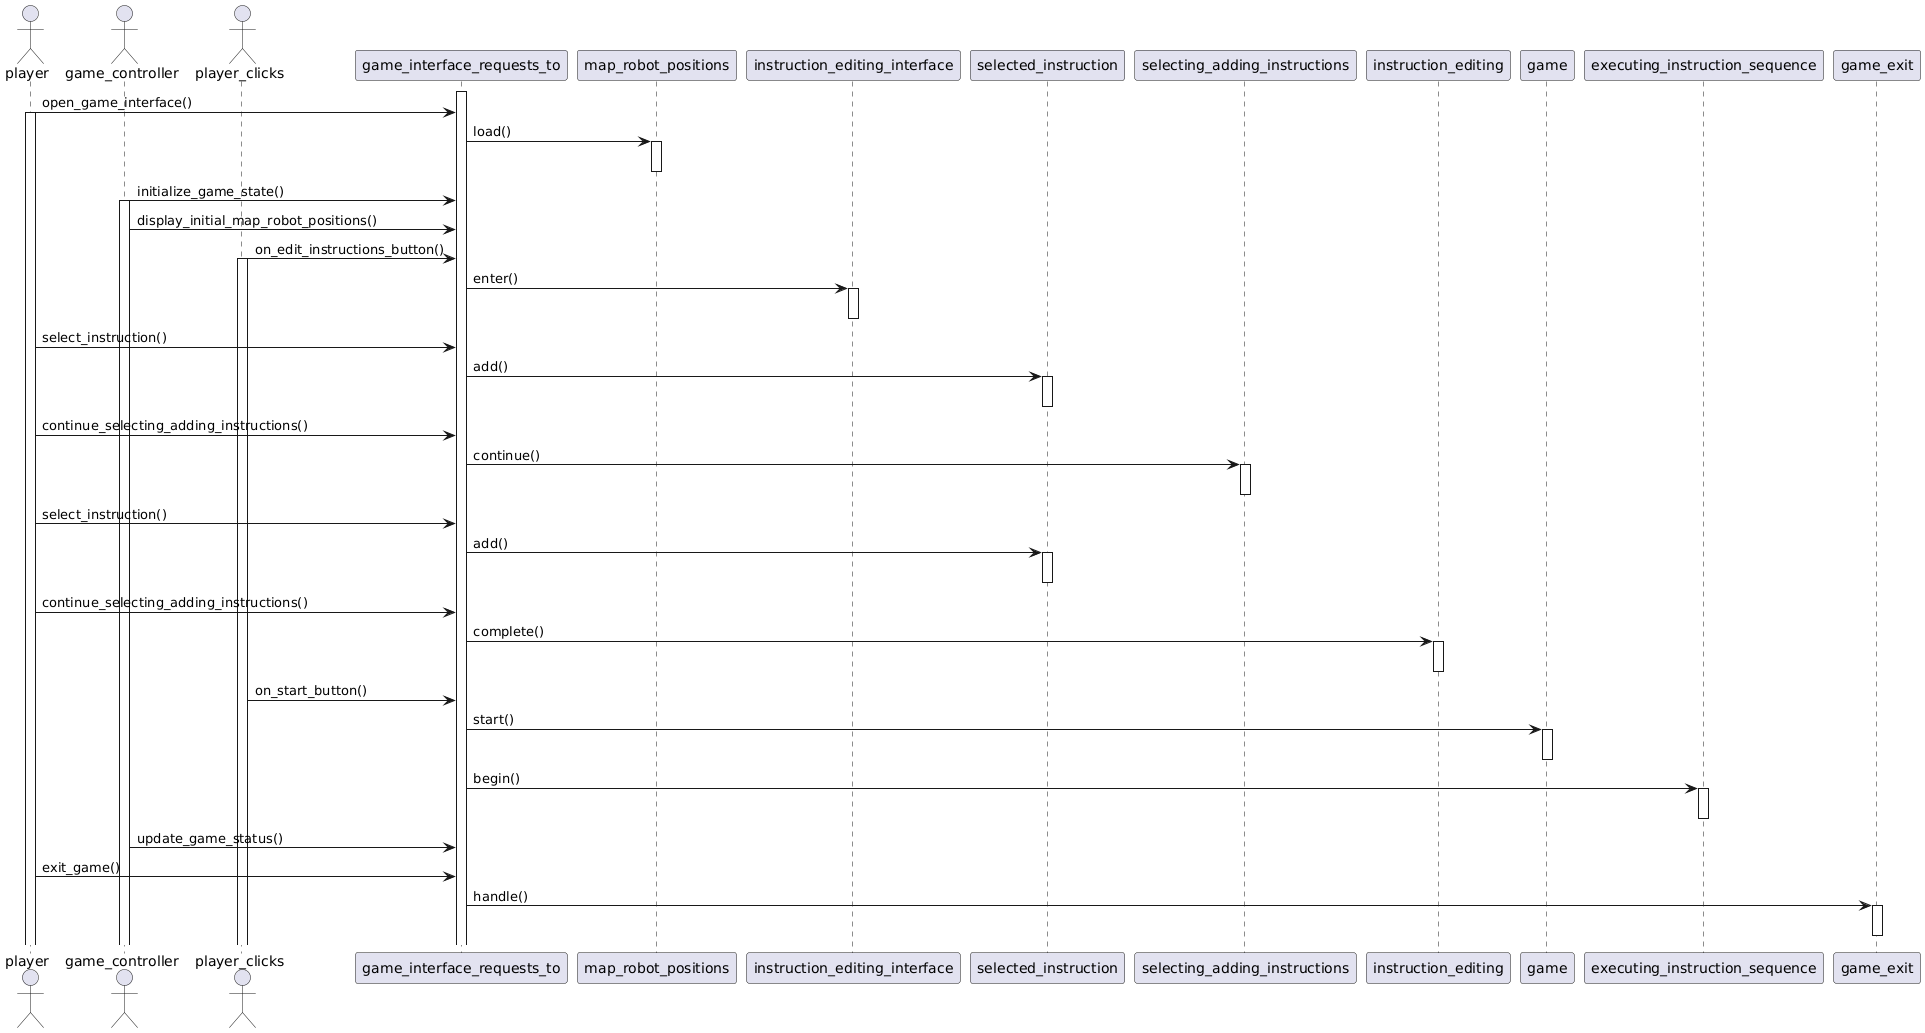 player
game_controller
player_clicks
game_interface_requests_to
map_robot_positions
instruction_editing_interface
selected_instruction
selecting_adding_instructions
instruction_editing
game
executing_instruction_sequence
game_exit
open_game_interface()
load()
initialize_game_state()
display_initial_map_robot_positions()
on_edit_instructions_button()
enter()
select_instruction()
add()
continue_selecting_adding_instructions()
continue()
select_instruction()
add()
continue_selecting_adding_instructions()
complete()
on_start_button()
start()
begin()
update_game_status()
exit_game()
handle()
player
game_controller
player_clicks
game_interface_requests_to
map_robot_positions
instruction_editing_interface
selected_instruction
selecting_adding_instructions
instruction_editing
game
executing_instruction_sequence
game_exit